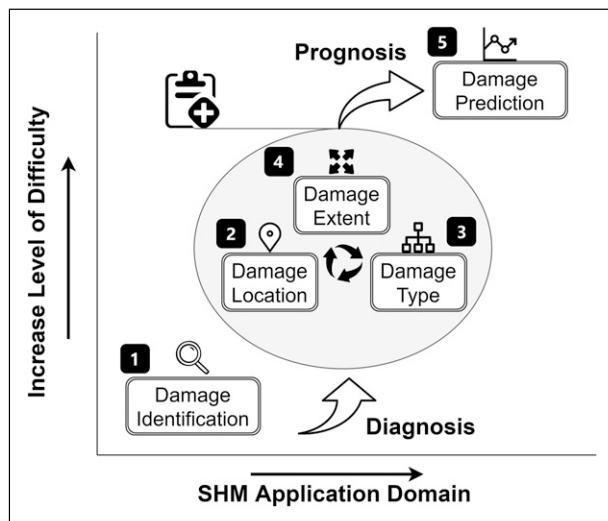 5
Prognosis
Damage
Prediction
4
Damage
Extent
2
3
Damage
Location
Damage
Type
1
Damage
Identification
Diagnosis
Increase Level of Difficulty
SHM Application Domain